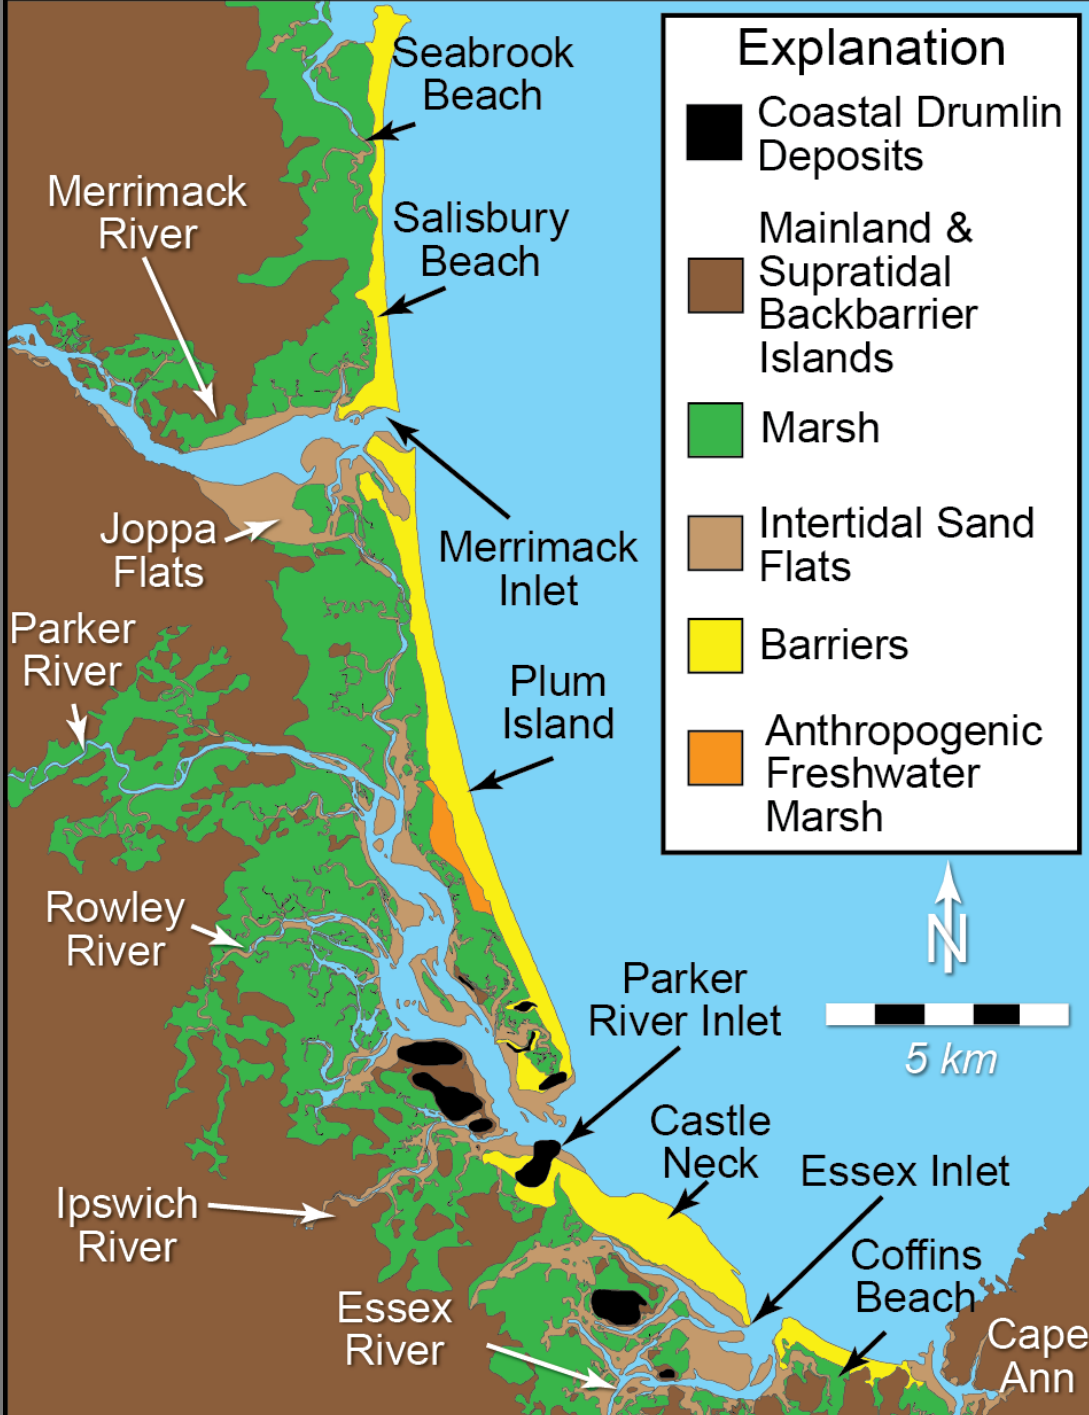 Seabrook
Beach
Merrimack
River
Salisbury
Beach
Joppa
Flats
Merrimack
Inlet
Parker
River
Plum
Island
Rowley
River
Parker
River Inlet
Castle
Neck
Essex Inlet
Ipswich
River
Coffins
Beach
Essex
River
Cape
Ann
Explanation
Coastal Drumlin
Deposits
Mainland &
Supratidal
Backbarrier
Islands
Marsh
Intertidal Sand
Flats
Barriers
Anthropogenic
Freshwater
Marsh
N
5 km